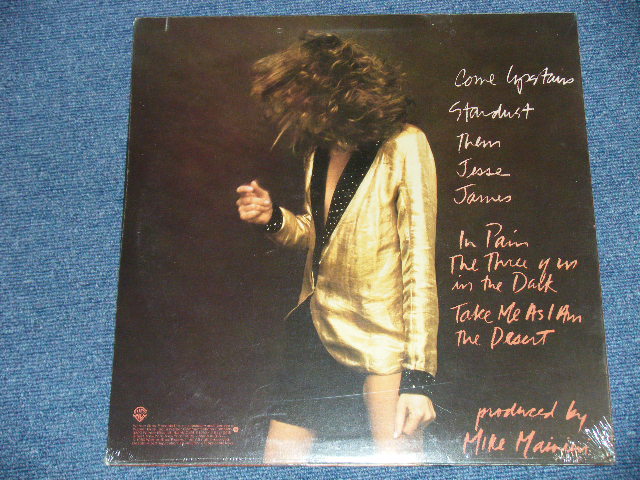 Come Upstairs
Stardust
Them
Jesse
James
In Pain
The Three of us
in the Dark
Take Me As I Am
the Desert
produced by
Mike Mainieri